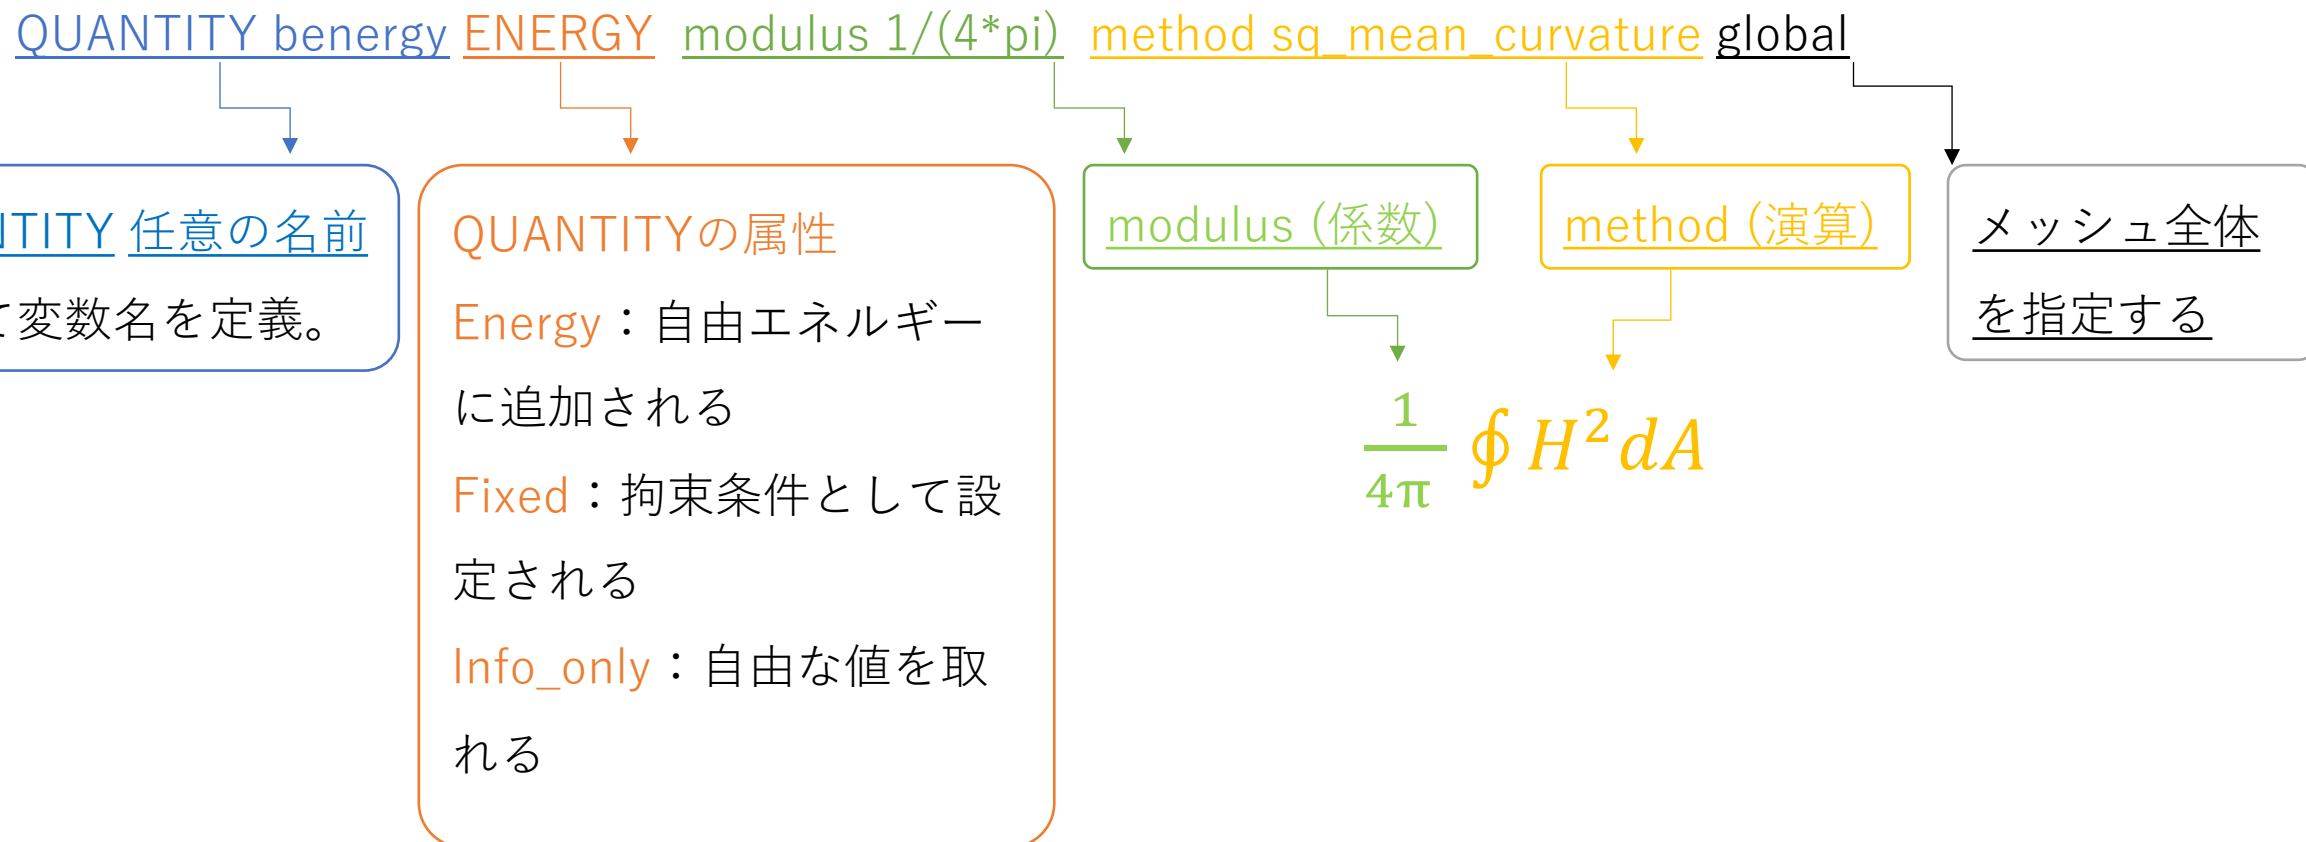 QUANTITY benergy ENERGY modulus 1/(4*pi) method sq_mean_curvature global
NTITY 任意の名前
て変数名を定義。
QUANTITYの属性
Energy：自由エネルギー
に追加される
Fixed：拘束条件として設
定される
Info_only：自由な値を取
れる
modulus (係数)
method (演算)
1/4π ∮ H² dA
メッシュ全体
を指定する